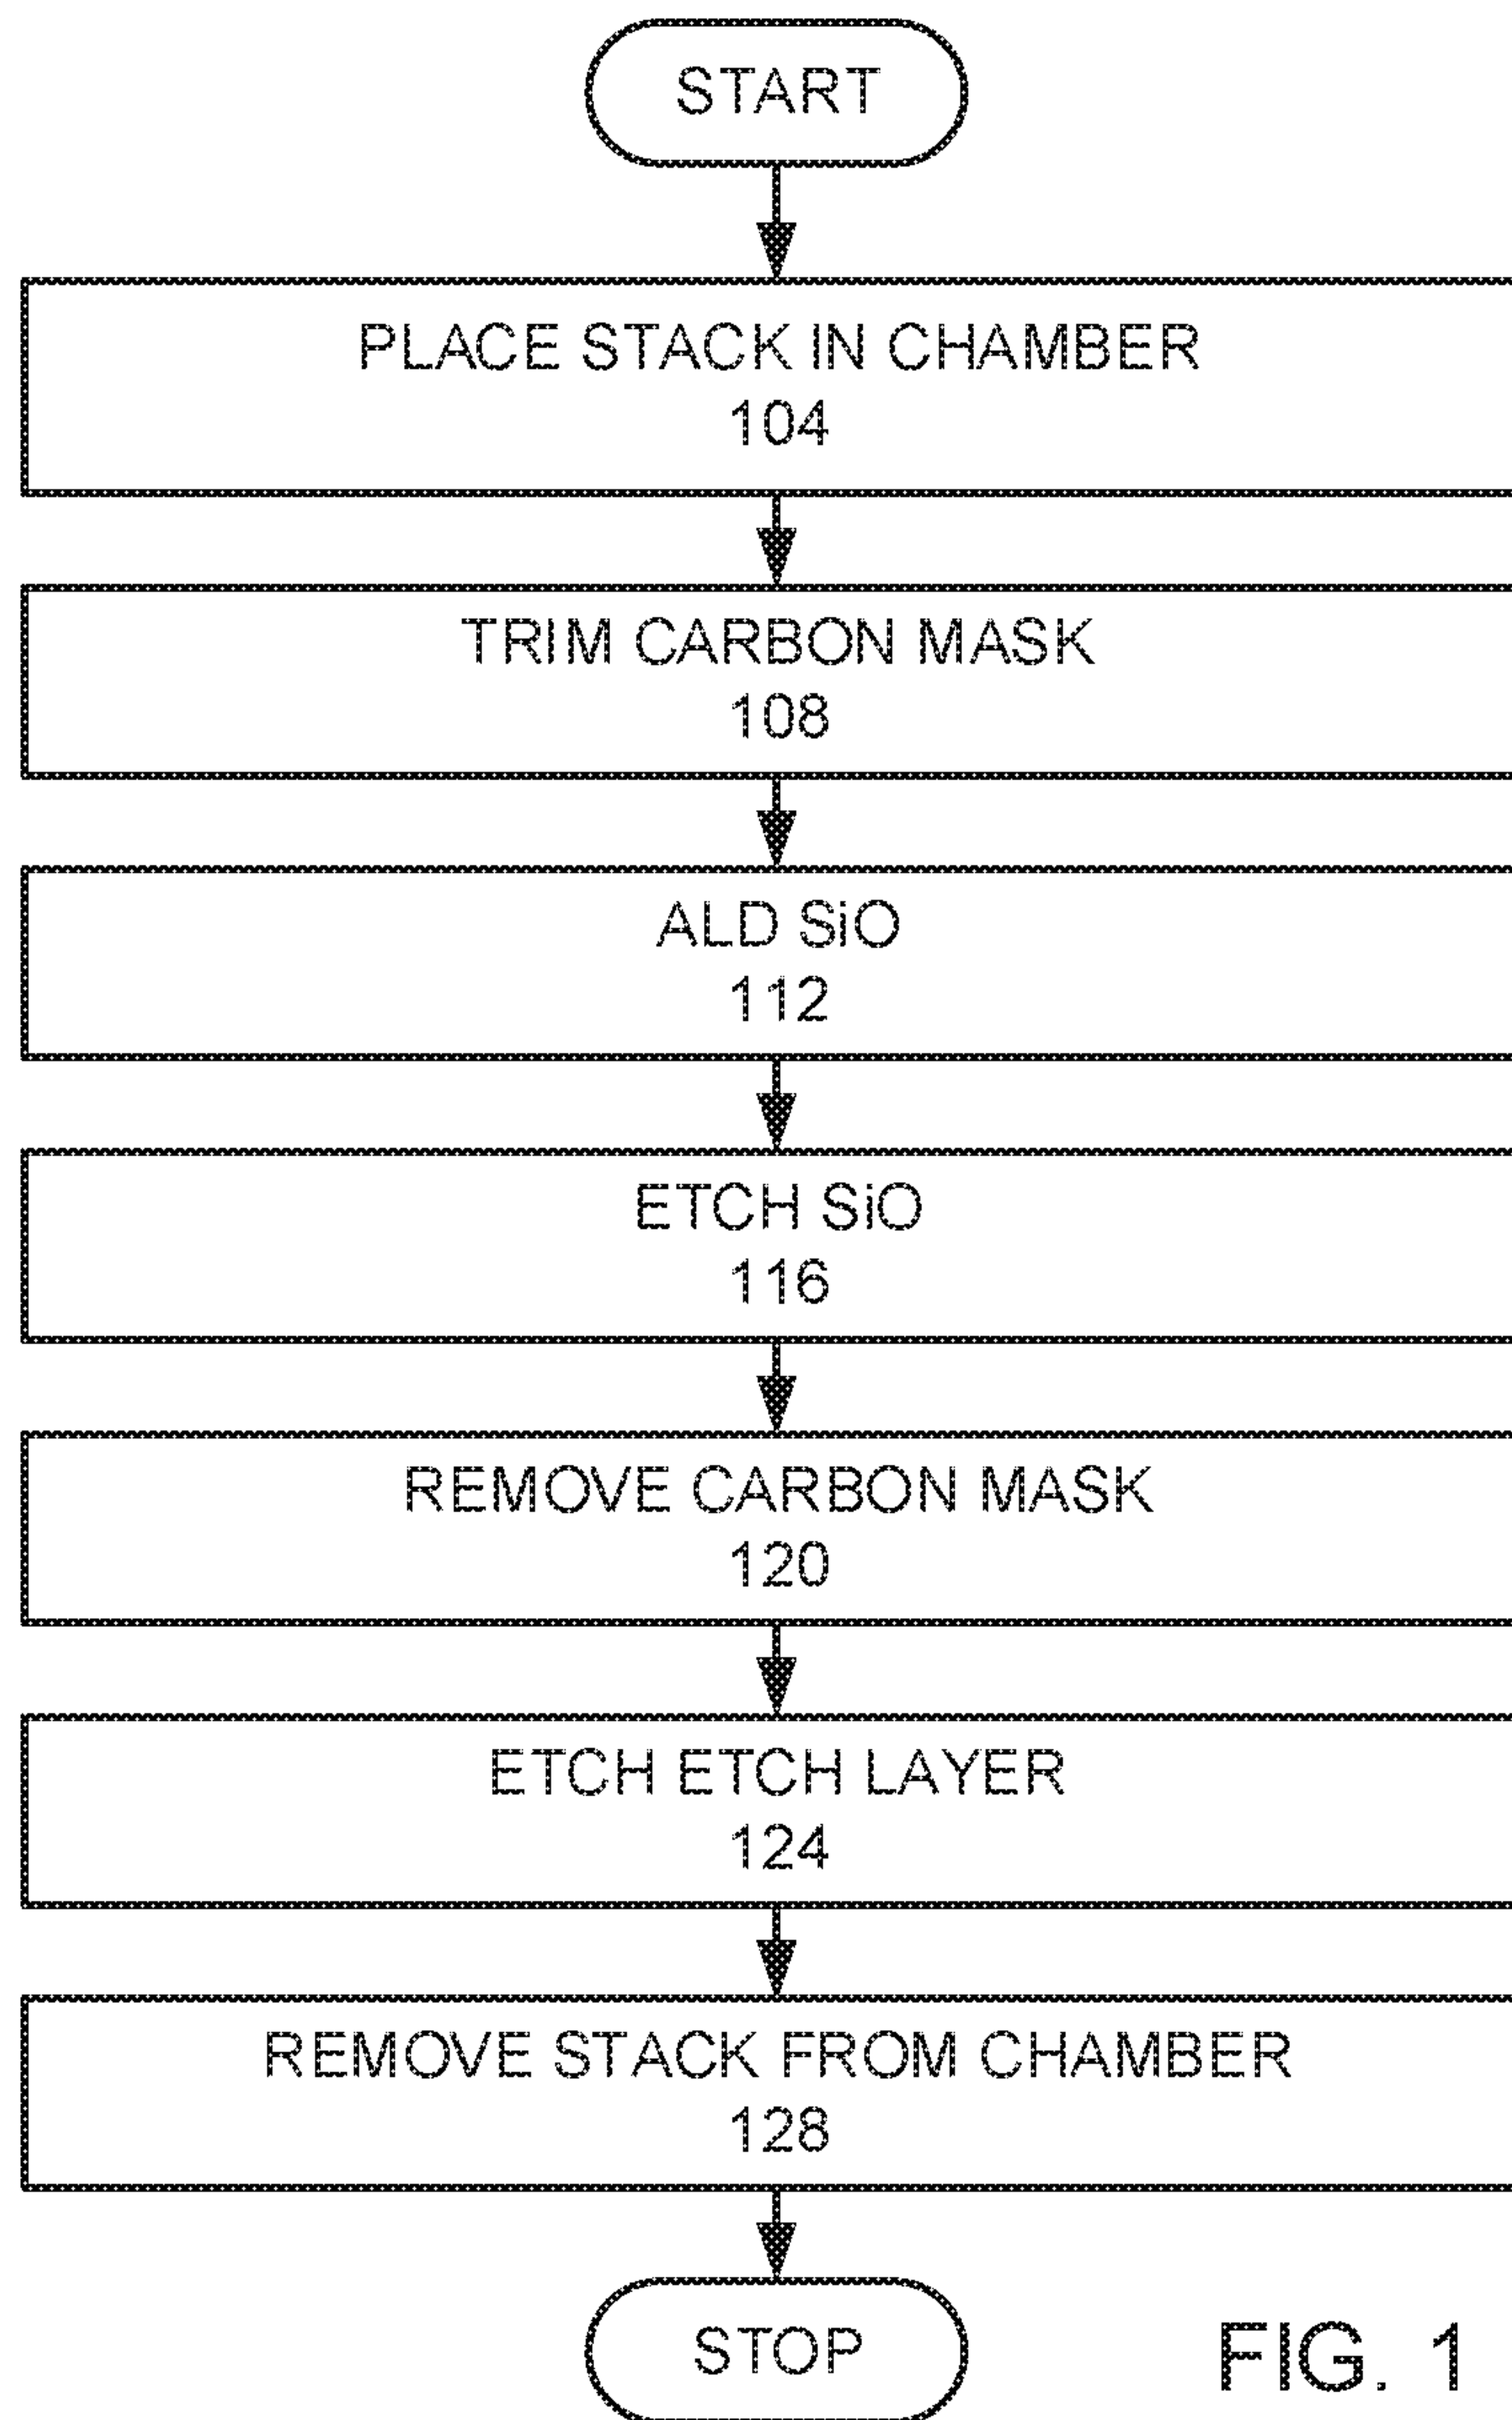 START
PLACE STACK IN CHAMBER
104
TRIM CARBON MASK
108
ALD SiO
112
ETCH SiO
116
REMOVE CARBON MASK
120
ETCH ETCH LAYER
124
REMOVE STACK FROM CHAMBER
128
STOP
FIG. 1